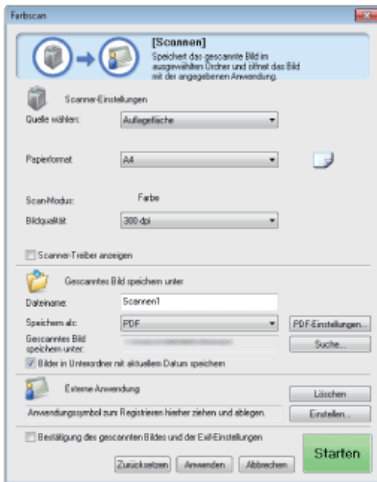 Farbscan
[Scannen]
Speichert das gescannte Bild im
ausgewählten Ordner und öffnet das Bild
mit der angegebenen Anwendung.
Scanner-Einstellungen
Quelle wählen: Auflagefläche
Papierformat A4
Scan-Modus: Farbe
Bildqualität 300 dpi
Scanner-Treiber anzeigen
Gescanntes Bild speichern unter
Dateiname: Scannen1
Speichern als: PDF PDF-Einstellungen...
Gescanntes Bild
speichern unter: Suche...
Bilder in Unterordner mit aktuellem Datum speichern
Externe Anwendung Löschen
Anwendungssymbol zum Registrieren hierher ziehen und ablegen. Einstellen...
Bestätigung des gescannten Bildes und der Exif-Einstellungen
Zurücksetzen Anwenden Abbrechen Starten